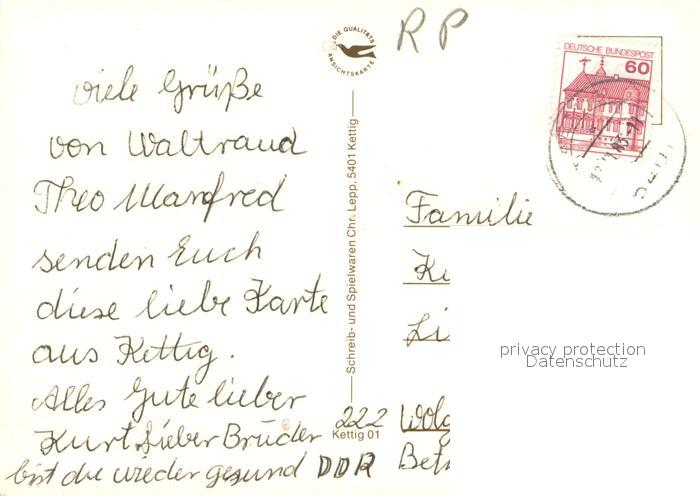 viele Grüße
von Waltraud
Theo Manfred
senden Euch
diese liebe Karte
aus Kettig.
Alles Gute lieber
Kurt. Lieber Bruder
bist du wieder gesund
DIE QUALITÄTS
ANSICHTSKARTE
Schreib- und Spielwaren Chr. Lepp, 5401 Kettig
Kettig 01
RP
DEUTSCHE BUNDESPOST
60
Familie
222
DDR
privacy protection
Datenschutz